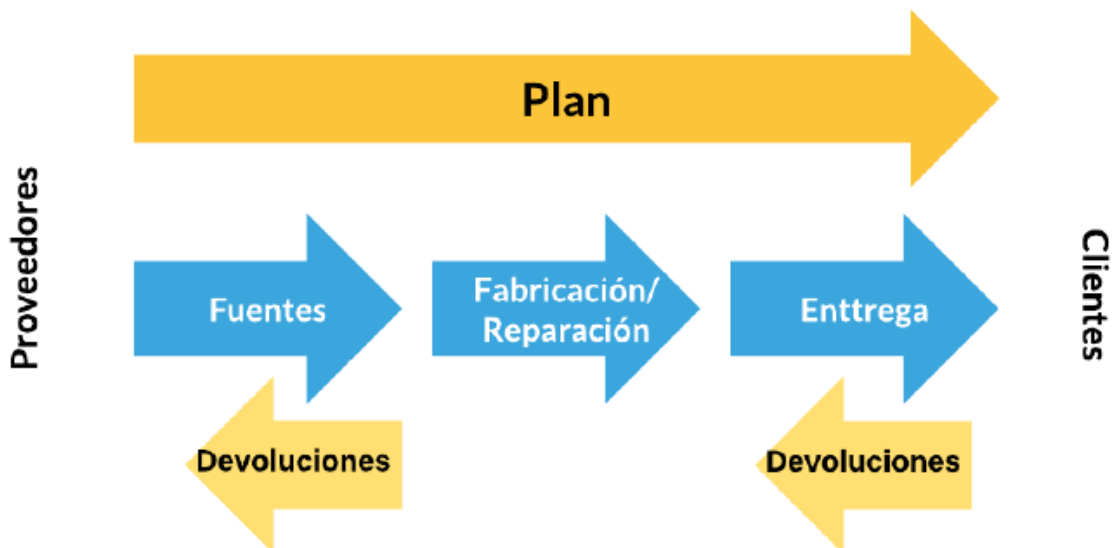 Plan
Proveedores
Fuentes
Fabricación/
Reparación
Enttrega
Clientes
Devoluciones
Devoluciones